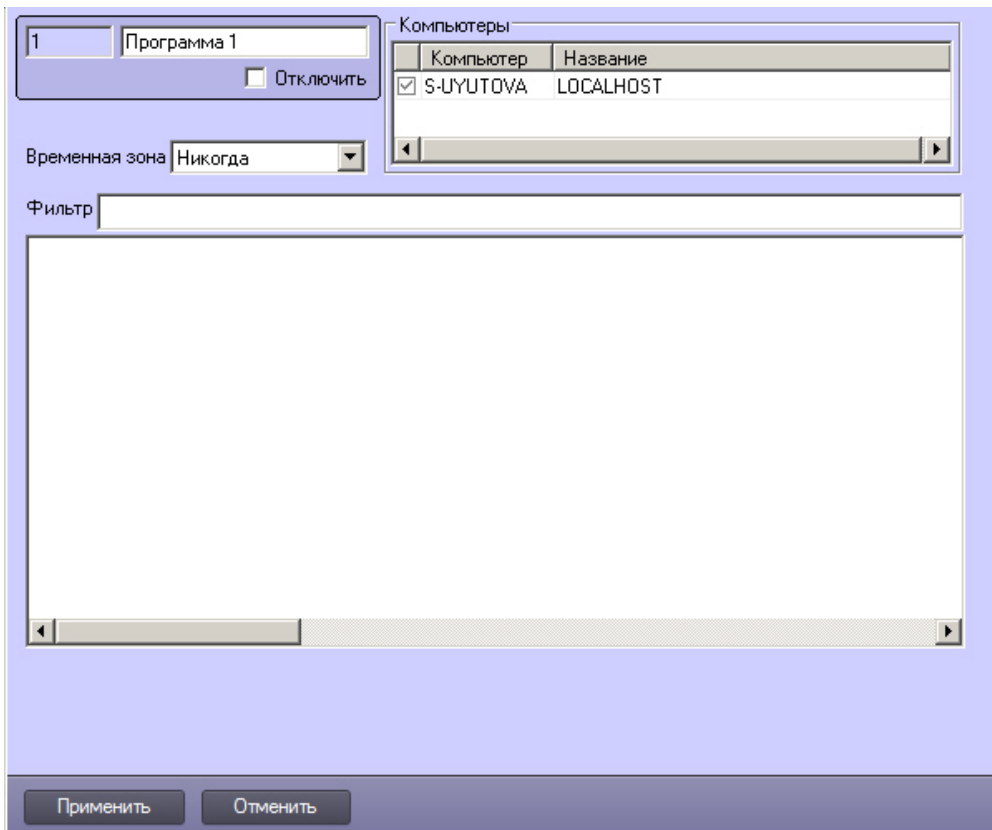 1
Программа 1
Отключить
Временная зона Никогда
Компьютеры
Компьютер Название
S-UYUTOVA LOCALHOST
Фильтр
Применить Отменить